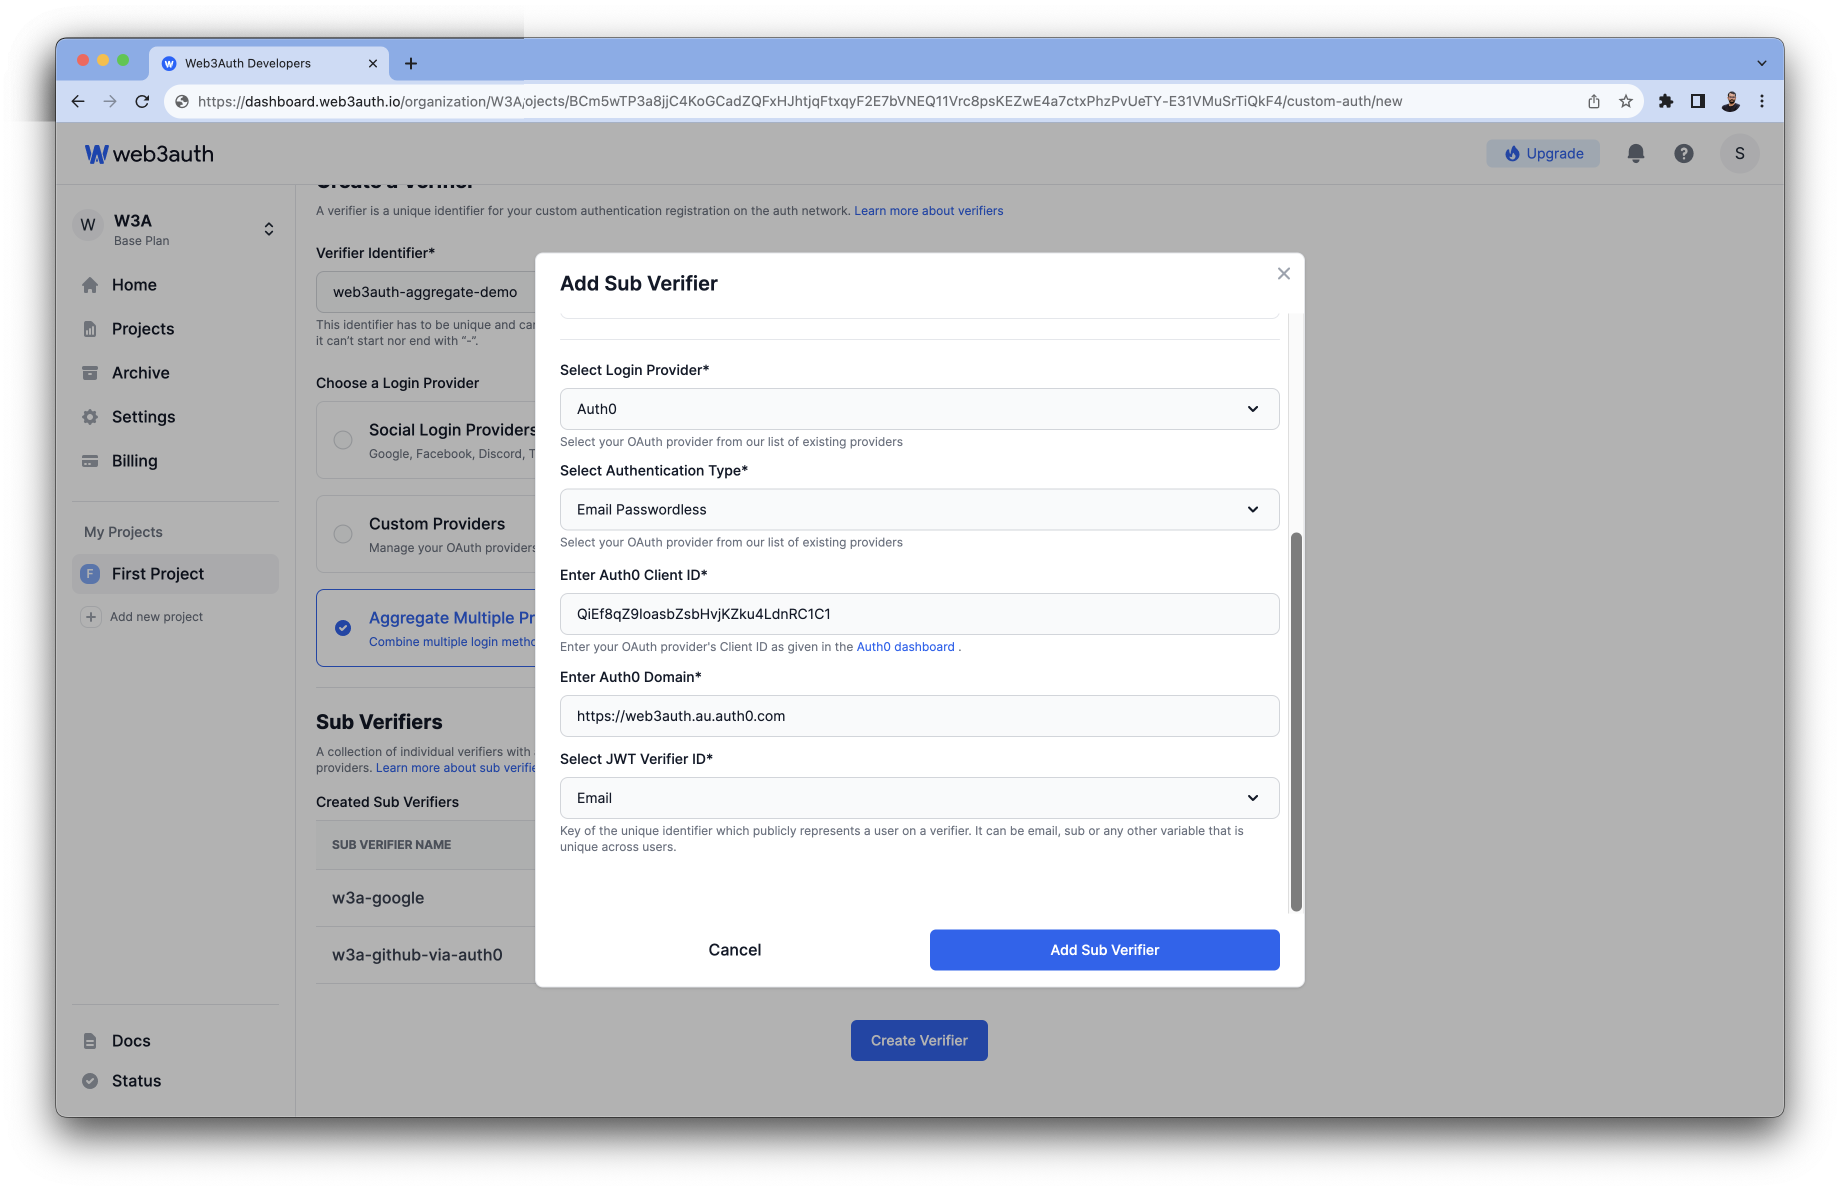 Web3Auth Developers
https://dashboard.web3auth.io/organization/W3A/ojects/BCm5wTP3a8jjC4KoGCadZQFxHJhtjqFtxqyF2E7bVNEQ11Vrc8psKEZwE4a7ctxPhzPvUeTY-E31VMuSrTiQkF4/custom-auth/new
web3auth
Upgrade
S
W
W3A
Base Plan
Home
Projects
Archive
Settings
Billing
My Projects
F
First Project
Add new project
Docs
Status
Create a Verifier
A verifier is a unique identifier for your custom authentication registration on the auth network. Learn more about verifiers
Verifier Identifier*
web3auth-aggregate-demo
This identifier has to be unique and can
it can't start nor end with “-”.
Choose a Login Provider
Social Login Providers
Google, Facebook, Discord, T
Custom Providers
Manage your OAuth providers
Aggregate Multiple Pr
Combine multiple login metho
Sub Verifiers
A collection of individual verifiers with
providers. Learn more about sub verifie
Created Sub Verifiers
SUB VERIFIER NAME
w3a-google
w3a-github-via-auth0
Create Verifier
Add Sub Verifier
Select Login Provider*
Auth0
Select your OAuth provider from our list of existing providers
Select Authentication Type*
Email Passwordless
Select your OAuth provider from our list of existing providers
Enter Auth0 Client ID*
QiEf8qZ9IoasbZsbHvjKZku4LdnRC1C1
Enter your OAuth provider's Client ID as given in the Auth0 dashboard .
Enter Auth0 Domain*
https://web3auth.au.auth0.com
Select JWT Verifier ID*
Email
Key of the unique identifier which publicly represents a user on a verifier. It can be email, sub or any other variable that is
unique across users.
Cancel
Add Sub Verifier